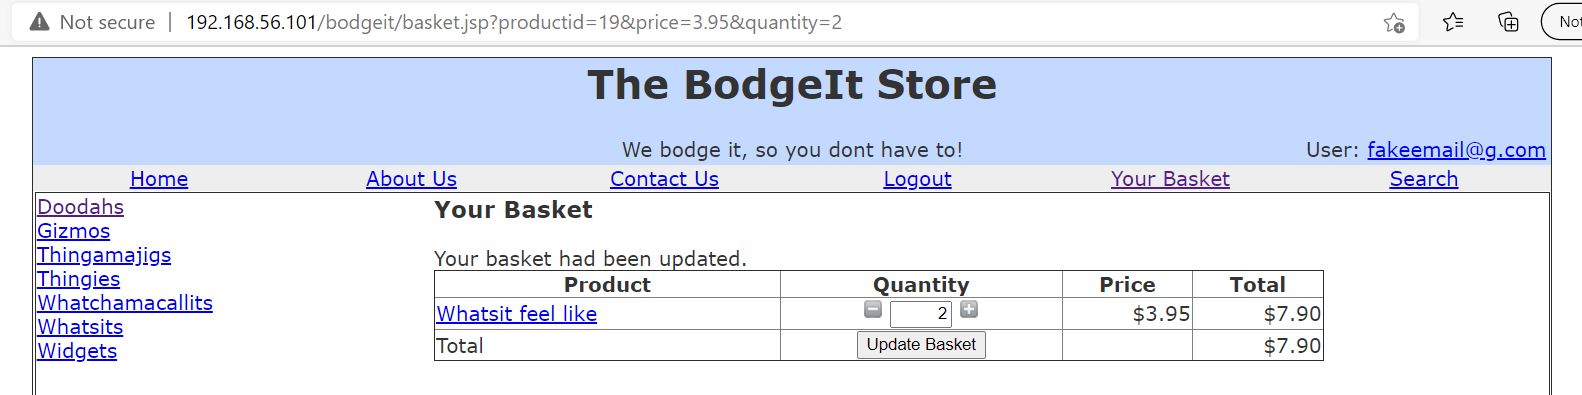 Not secure | 192.168.56.101/bodgeit/basket.jsp?productid=19&price=3.95&quantity=2 Not
The BodgeIt Store
We bodge it, so you dont have to! User: fakeemail@g.com
Home About Us Contact Us Logout Your Basket Search
Doodahs
Gizmos
Thingamajigs
Thingies
Whatchamacallits
Whatsits
Widgets
Your Basket
Your basket had been updated.
Product Quantity Price Total
Whatsit feel like 2 $3.95 $7.90
Total Update Basket $7.90